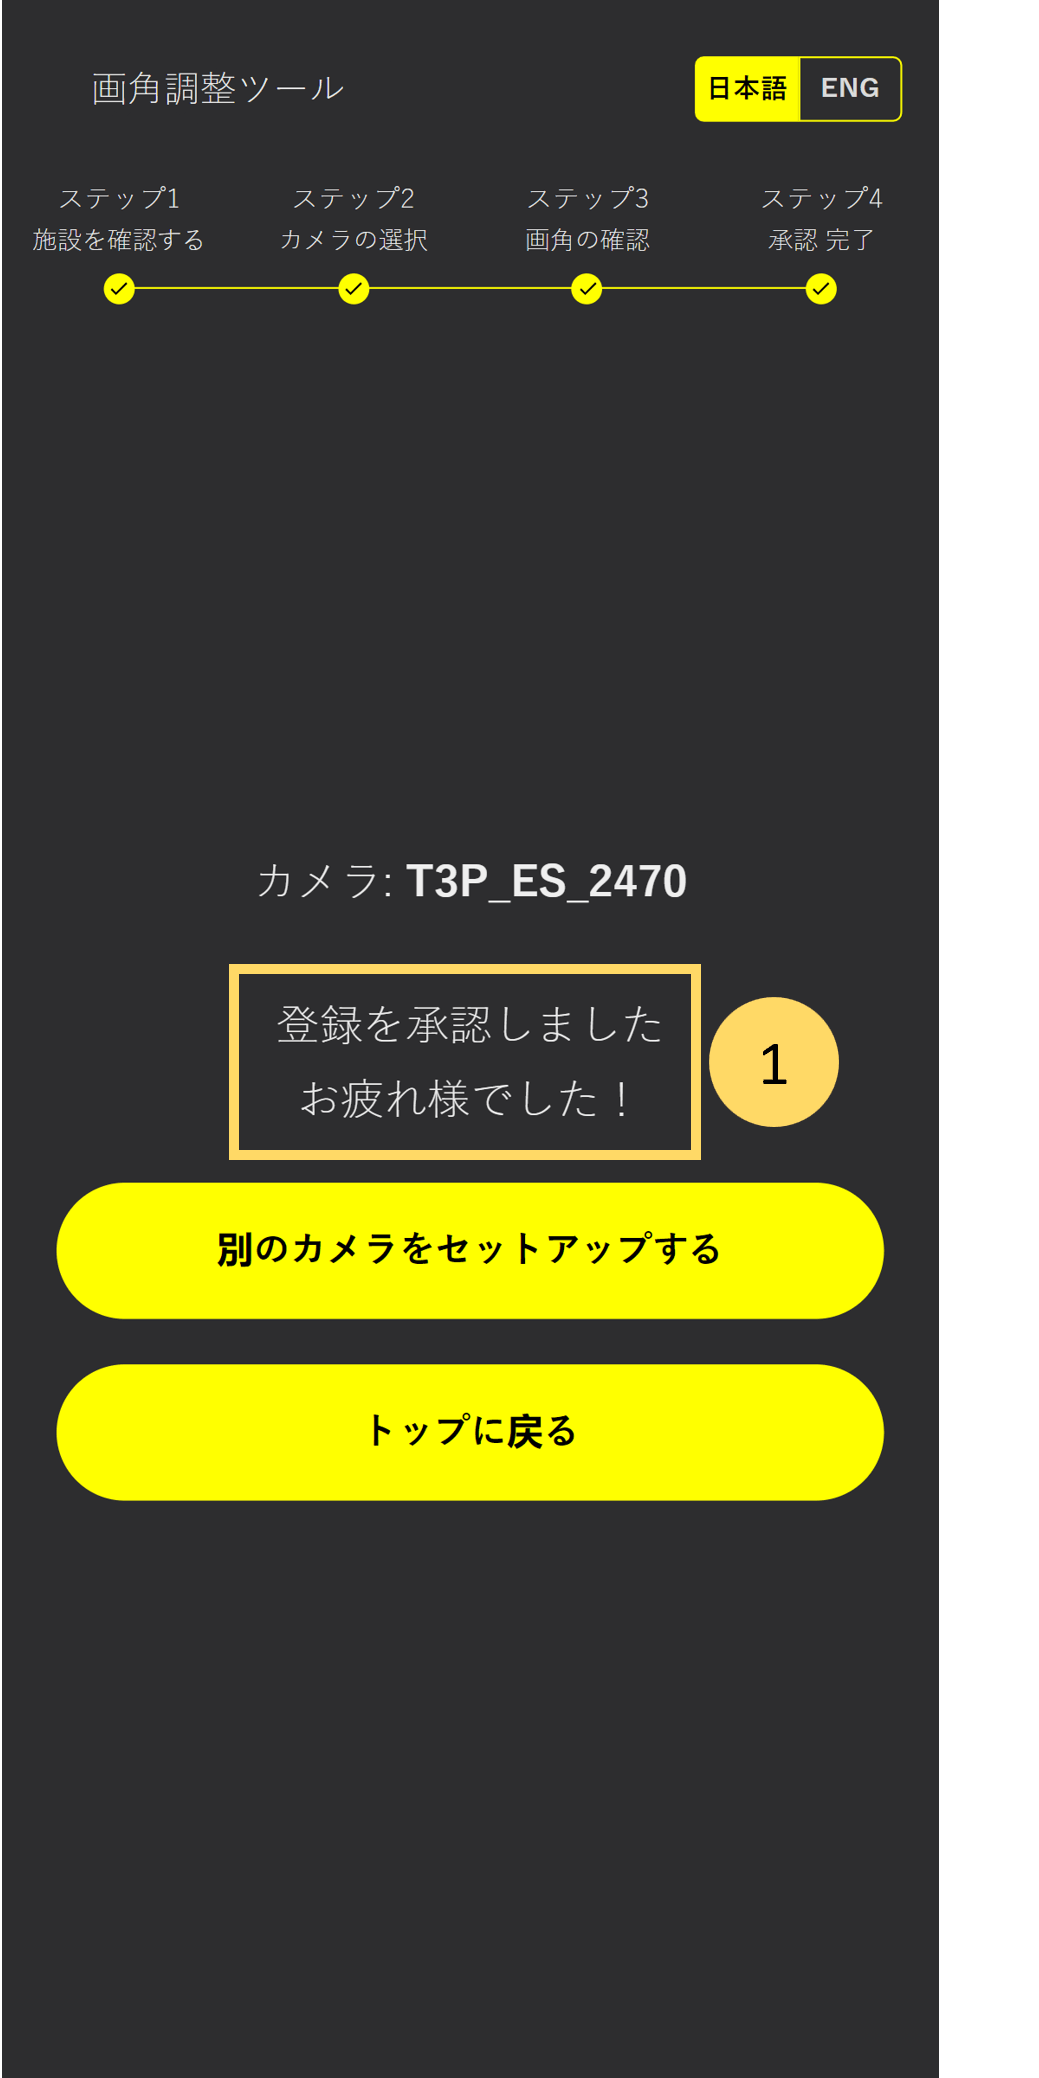 画角調整ツール
日本語 ENG
ステップ1 ステップ2 ステップ3 ステップ4
施設を確認する カメラの選択 画角の確認 承認 完了
カメラ: T3P_ES_2470
登録を承認しました
お疲れ様でした！
1
別のカメラをセットアップする
トップに戻る